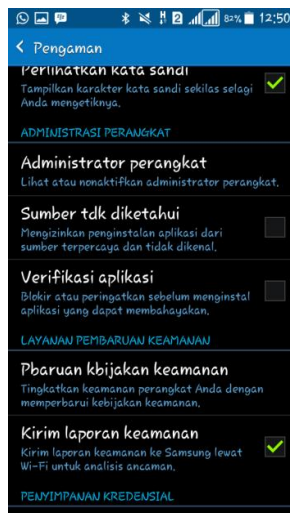 82% 12:50
Pengaman
Perlihatkan kata sandi
Tampilkan karakter kata sandi sekilas selagi
Anda mengetiknya.
ADMINISTRASI PERANGKAT
Administrator perangkat
Lihat atau nonaktifkan administrator perangkat.
Sumber tdk diketahui
Mengizinkan penginstalan aplikasi dari
sumber terpercaya dan tidak dikenal.
Verifikasi aplikasi
Blokir atau peringatkan sebelum menginstal
aplikasi yang dapat membahayakan.
LAYANAN PEMBARUAN KEAMANAN
Pbaruan kbijakan keamanan
Tingkatkan keamanan perangkat Anda dengan
memperbarui kebijakan keamanan.
Kirim laporan keamanan
Kirim laporan keamanan ke Samsung lewat
Wi-Fi untuk analisis ancaman.
PENYIMPANAN KREDENSIAL